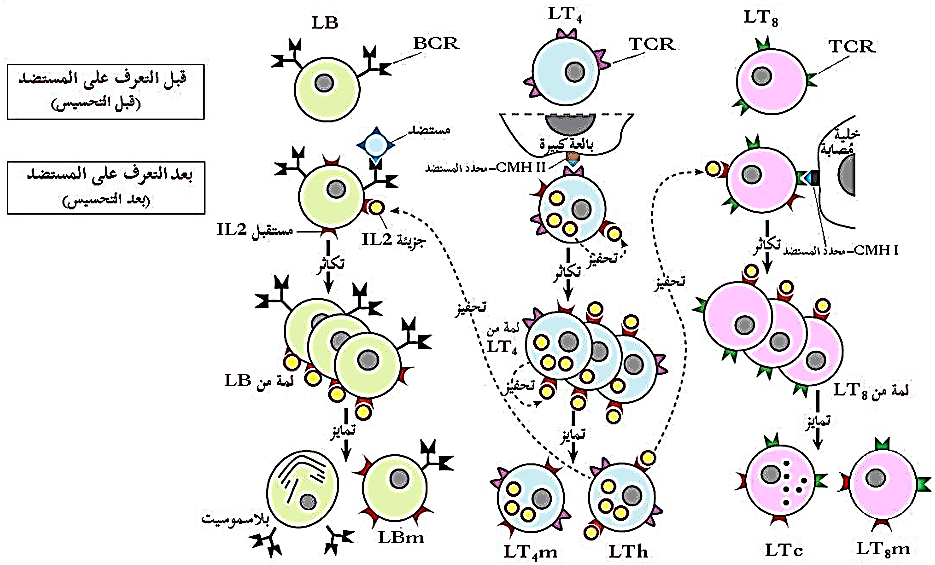 LB
LT4
LT8
BCR
TCR
TCR
قبل التعرف على المستضد
(قبل التحسيس)
مستضد
بالعة كبيرة
CMH II–محدد المستضد
خلية
مصابة
بعد التعرف على المستضد
(بعد التحسيس)
مستقبل IL2
جزيئة IL2
تحفيز
CMH I–محدد المستضد
تكاثر
تكاثر
تكاثر
تحفيز
تحفيز
لمة من LB
لمة من
LT4
تحفيز
لمة من LT8
تمايز
تمايز
تمايز
بلاسموسيت
LBm
LT4m
LTh
LTc
LT8m